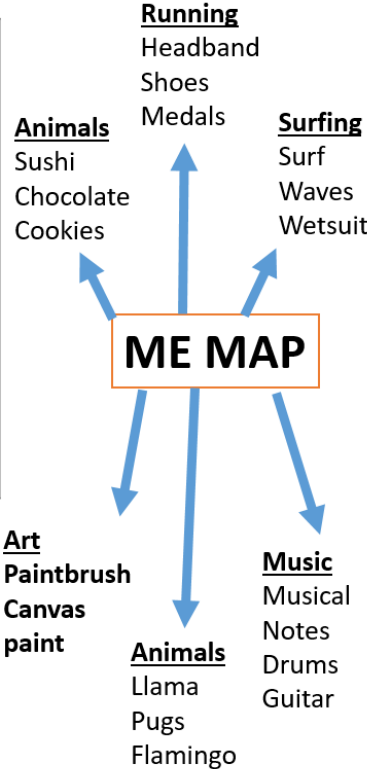 Running
Headband
Shoes
Medals
Animals
Sushi
Chocolate
Cookies
Surfing
Surf
Waves
Wetsuit
ME MAP
Art
Paintbrush
Canvas
paint
Animals
Llama
Pugs
Flamingo
Music
Musical
Notes
Drums
Guitar